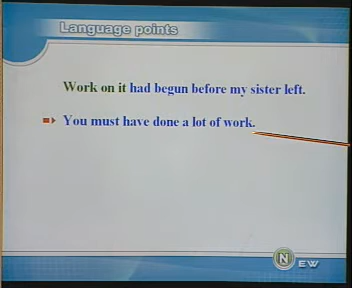 Language points
Work on it had begun before my sister left.
You must have done a lot of work.
NEW